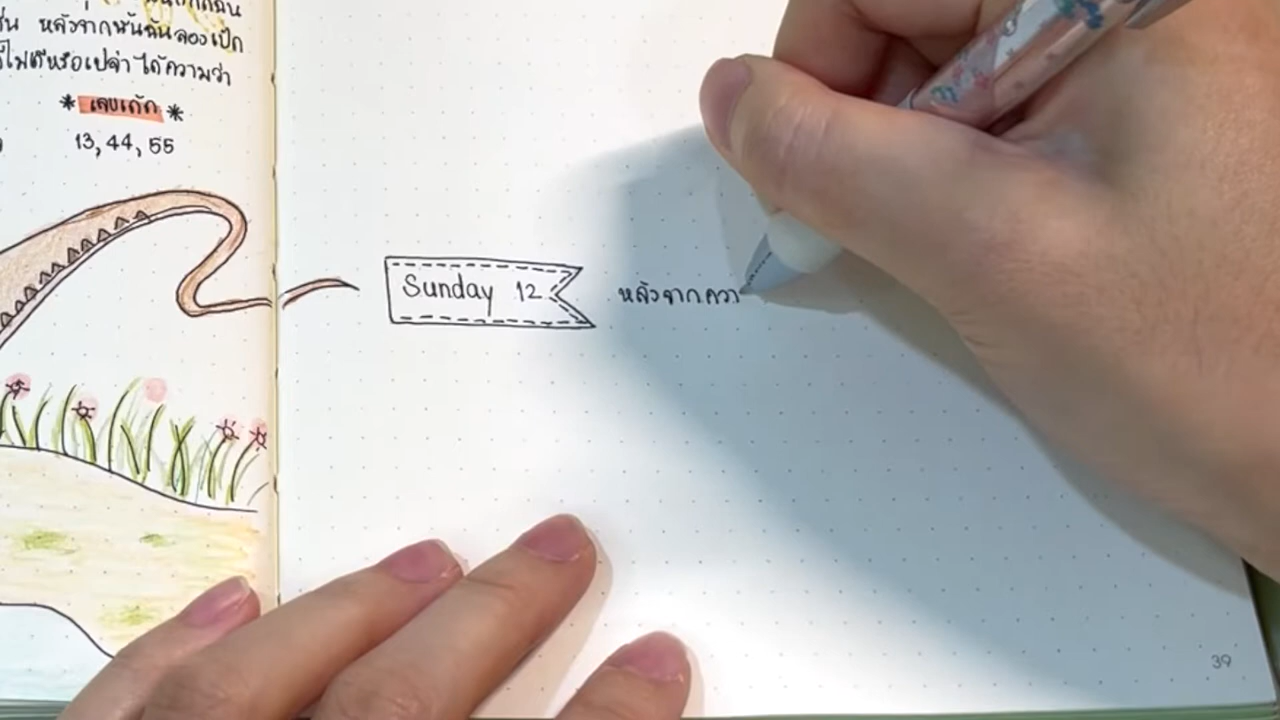 ่น หลังจากฟันฉันลองเปิก
ไม่ดีหรือเปล่า ได้ความว่า
* เลขเด็ด *
13, 44, 55
Sunday 12
หลังจากควา
39